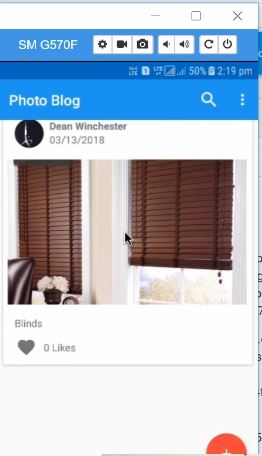 SM G570F
50% 2:19 pm
Photo Blog
Dean Winchester
03/13/2018
Blinds
0 Likes